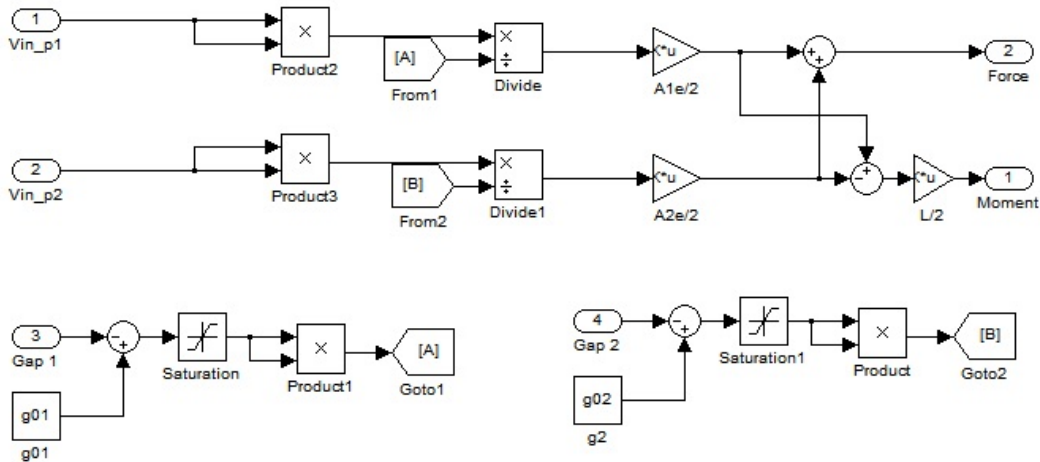 1
Vin_p1
×
Product2
[A]
From1
×
÷
Divide
K*u
A1e/2
+
+
2
Force
2
Vin_p2
×
Product3
[B]
From2
×
÷
Divide1
K*u
A2e/2
−
+
K*u
L/2
1
Moment
3
Gap 1
−
+
Saturation
×
Product1
[A]
Goto1
g01
g01
4
Gap 2
−
+
Saturation1
×
Product
[B]
Goto2
g02
g2